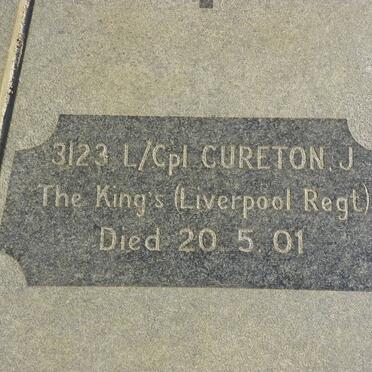 3123 L/Cpl CURETON. J
The King's (Liverpool Regt)
Died 20 5 01